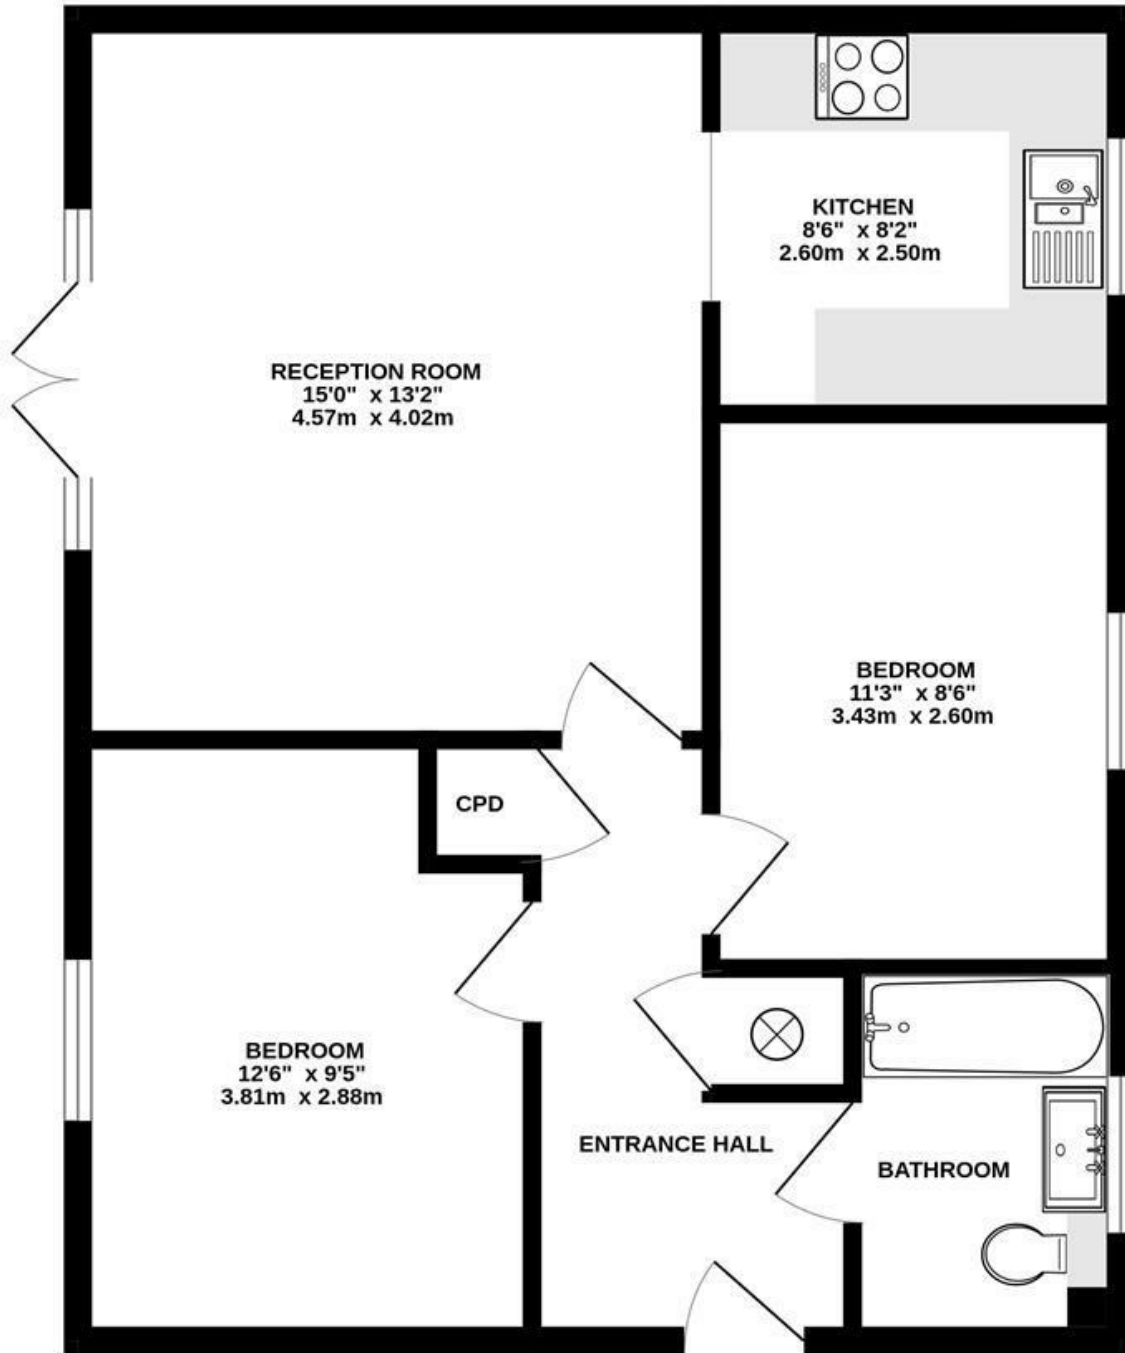 KITCHEN
8'6" x 8'2"
2.60m x 2.50m
RECEPTION ROOM
15'0" x 13'2"
4.57m x 4.02m
BEDROOM
11'3" x 8'6"
3.43m x 2.60m
CPD
BEDROOM
12'6" x 9'5"
3.81m x 2.88m
ENTRANCE HALL
BATHROOM